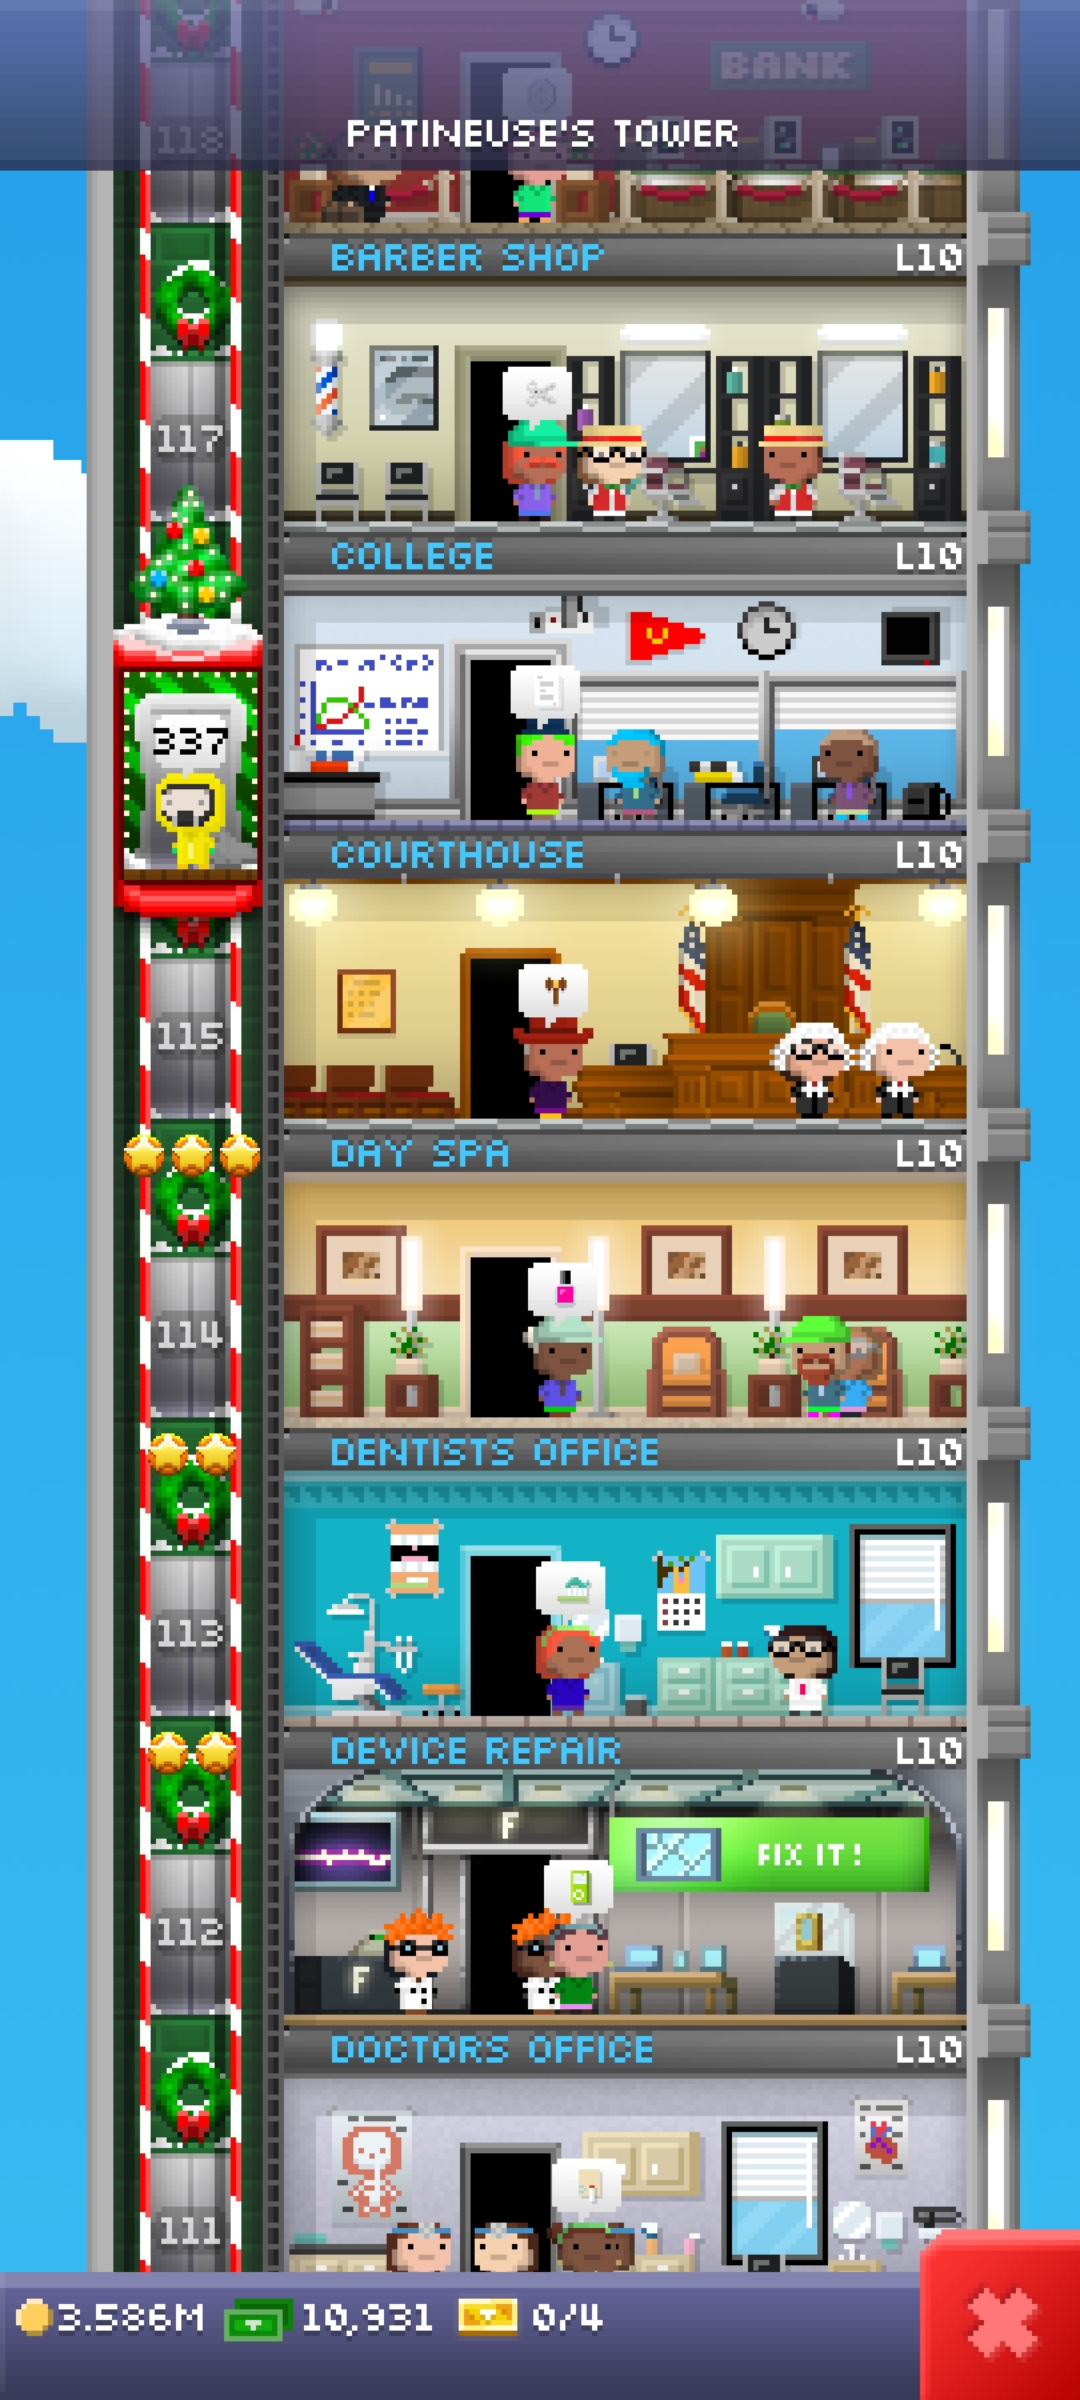 BANK
118
PATINEUSE'S TOWER
BARBER SHOP L10
117
COLLEGE L10
337
COURTHOUSE L10
115
DAY SPA L10
114
DENTISTS OFFICE L10
113
DEVICE REPAIR L10
F
FIX IT!
112
F
DOCTORS OFFICE L10
111
3.586M 10,931 0/4